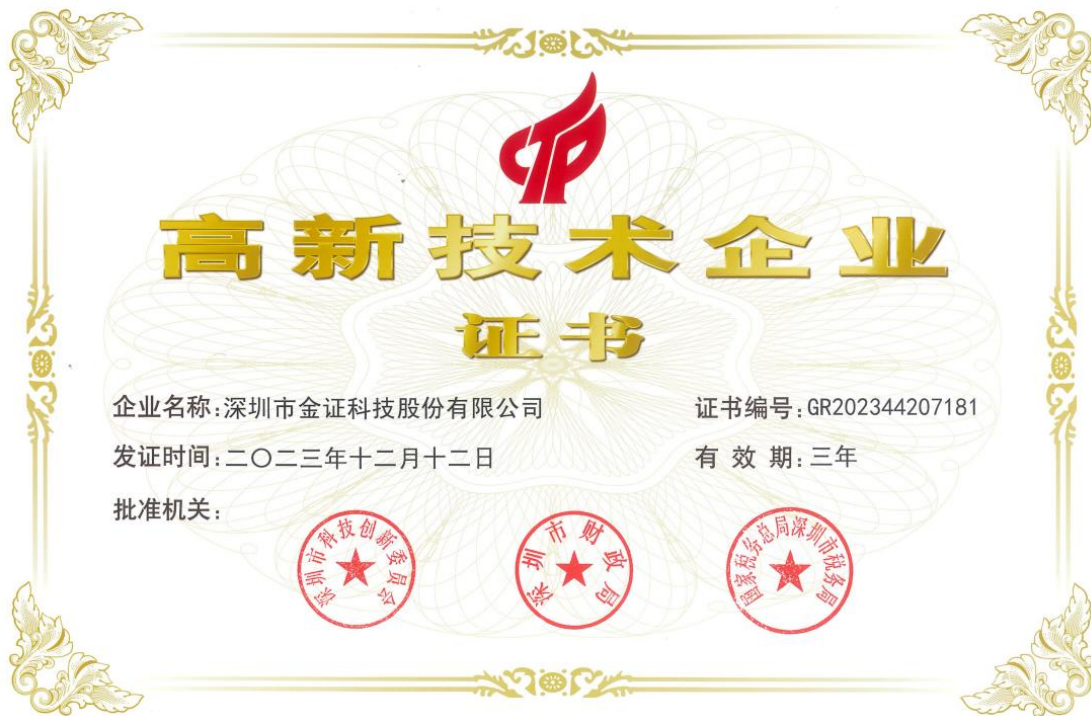 高新技术企业
证书
企业名称:深圳市金证科技股份有限公司 证书编号:GR202344207181
发证时间:二〇二三年十二月十二日 有 效 期:三年
批准机关:
深圳市科技创新委员会
深圳市财政局
国家税务总局深圳市税务局